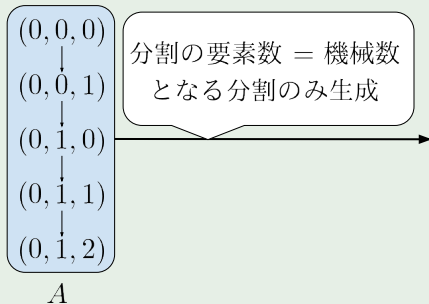 (0, 0, 0)
(0, 0, 1)
(0, 1, 0)
(0, 1, 1)
(0, 1, 2)
A
分割の要素数 = 機械数
となる分割のみ生成